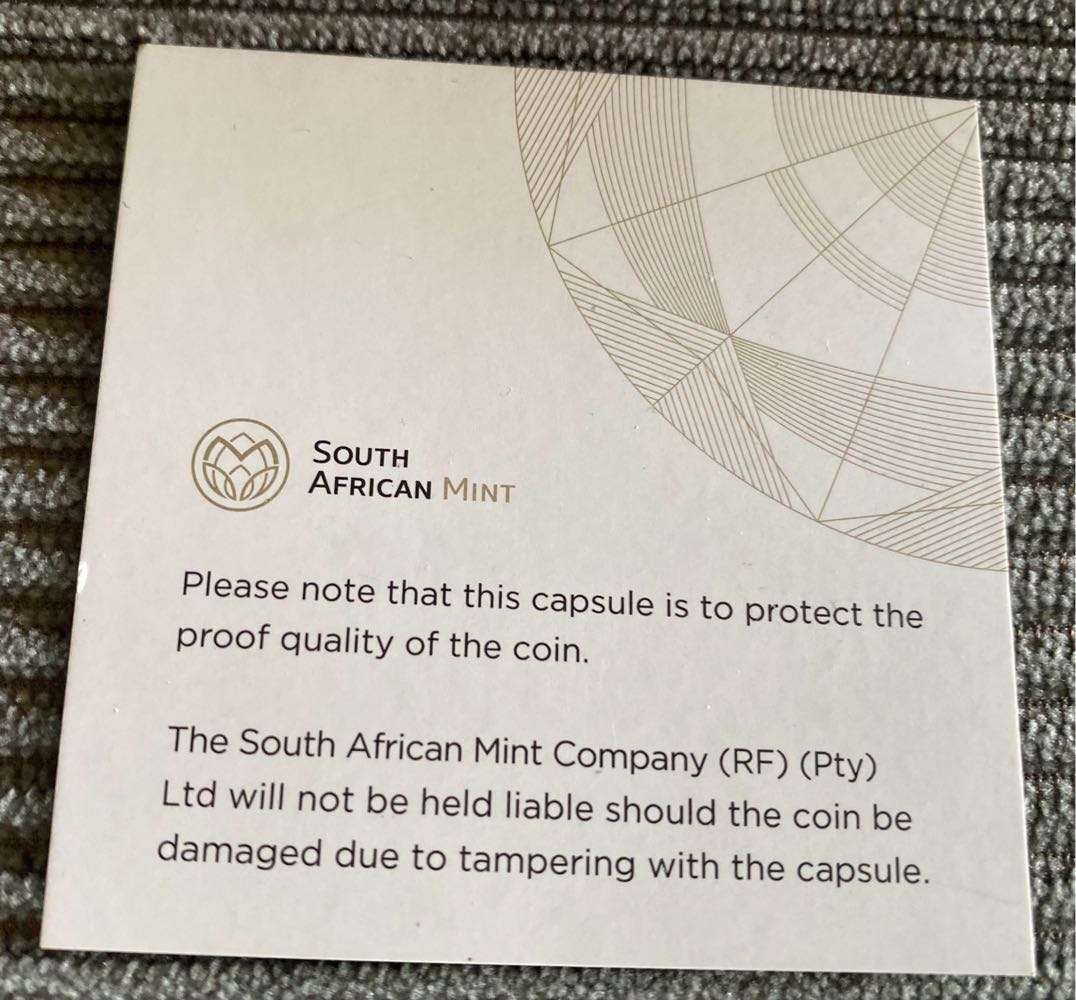 SOUTH
AFRICAN MINT
Please note that this capsule is to protect the
proof quality of the coin.
The South African Mint Company (RF) (Pty)
Ltd will not be held liable should the coin be
damaged due to tampering with the capsule.